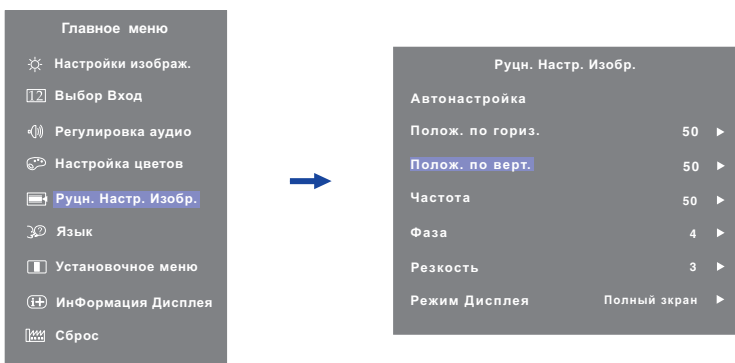 Главное меню
Настройки изображ.
12 Выбор Вход
Регулировка аудио
Настройка цветов
Руцн. Настр. Изобр.
Язык
Установочное меню
ИнФормация Дисплея
Сброс
Руцн. Настр. Изобр.
Автонастройка
Полож. по гориз. 50
Полож. по верт. 50
Частота 50
Фаза 4
Резкость 3
Режим Дисплея Полный зкран